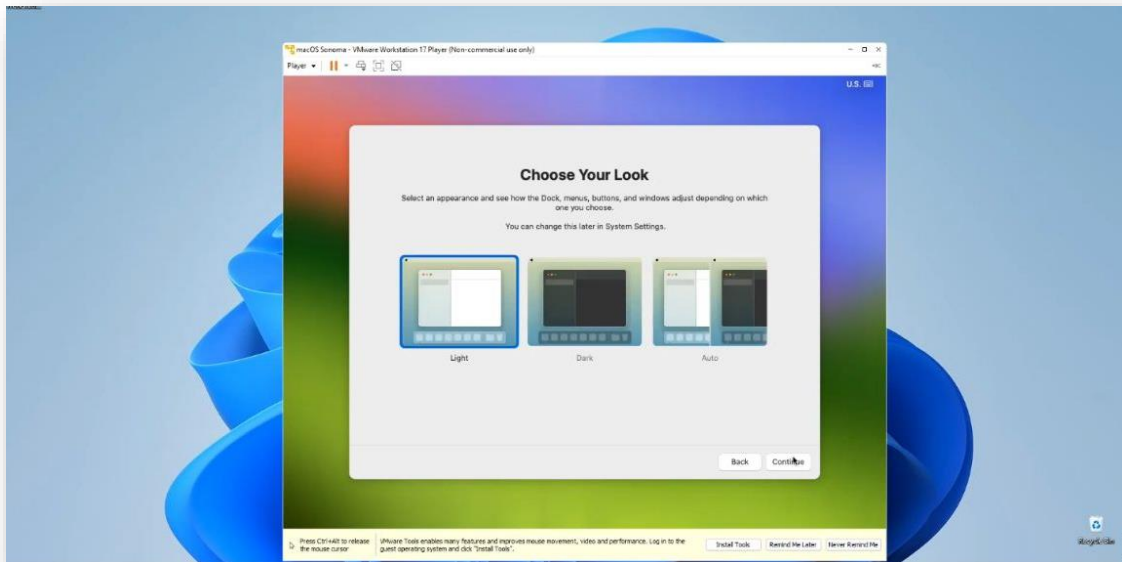 macOS Sonoma - VMware Workstation 17 Player (Non-commercial use only)
Player
U.S.
Choose Your Look
Select an appearance and see how the Dock, menus, buttons, and windows adjust depending on which
one you choose.
You can change this later in System Settings.
Light Dark Auto
Back Continue
Press Ctrl+Alt to release
the mouse cursor
VMware Tools enables many features and improves mouse movement, video and performance. Log in to the
guest operating system and click "Install Tools".
Install Tools Remind Me Later Never Remind Me
Recycle Bin